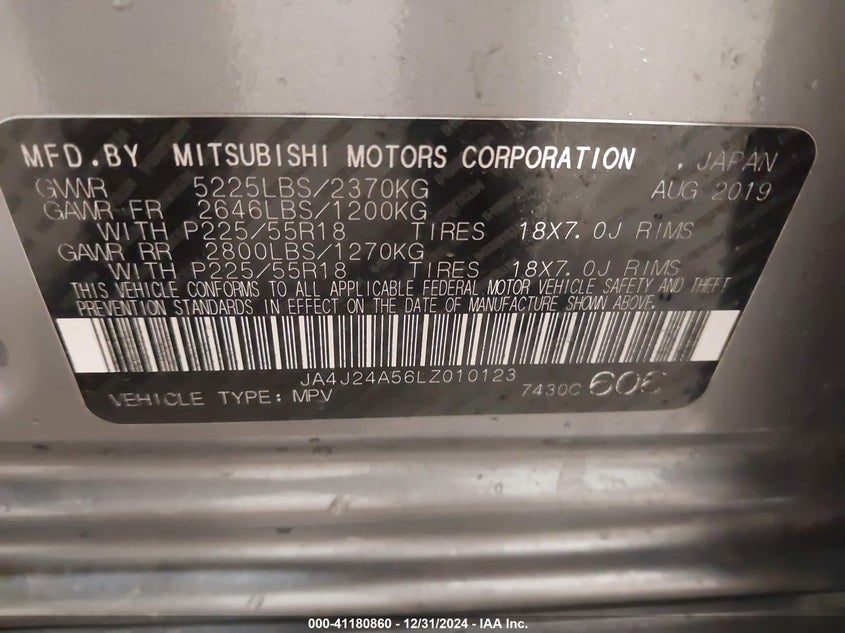 MFD.BY MITSUBISHI MOTORS CORPORATION . JAPAN
GVWR 5225LBS/2370KG AUG 2019
GAWR FR 2646LBS/1200KG
WITH P225/55R18 TIRES 18X7.0J RIMS
GAWR RR 2800LBS/1270KG
WITH P225/55R18 TIRES 18X7.0J RIMS
THIS VEHICLE CONFORMS TO ALL APPLICABLE FEDERAL MOTOR VEHICLE SAFETY AND THEFT
PREVENTION STANDARDS IN EFFECT ON THE DATE OF MANUFACTURE SHOWN ABOVE.
JA4J24A56LZ010123
VEHICLE TYPE: MPV 7430C
000-41180860 - 12/31/2024 - IAA Inc.